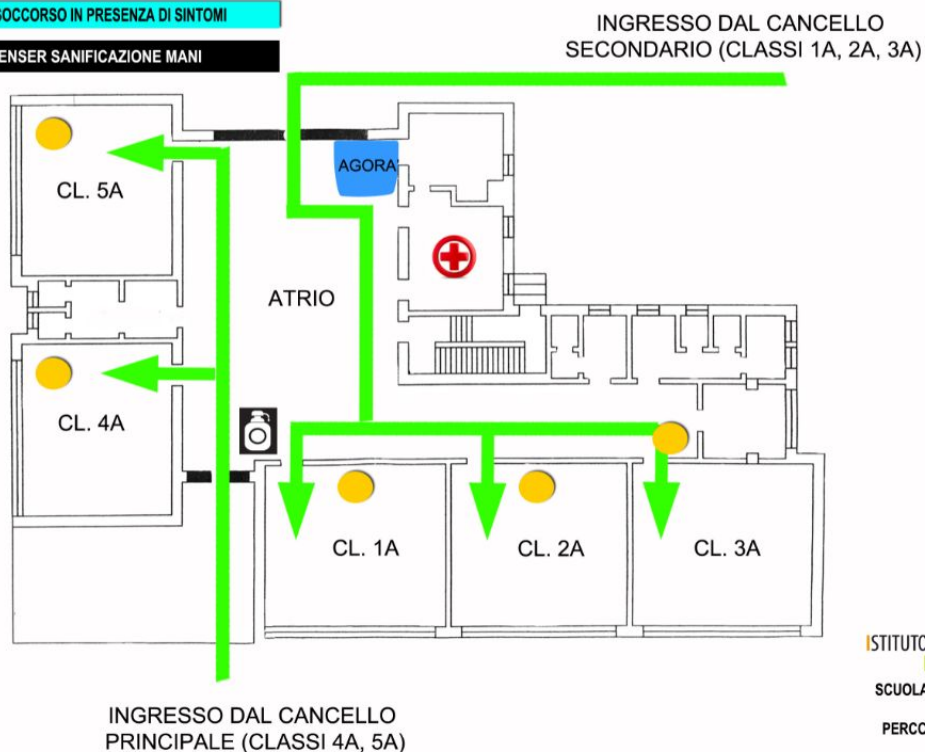 SOCCORSO IN PRESENZA DI SINTOMI
ENSER SANIFICAZIONE MANI
INGRESSO DAL CANCELLO
SECONDARIO (CLASSI 1A, 2A, 3A)
AGORA'
CL. 5A
ATRIO
CL. 4A
CL. 1A
CL. 2A
CL. 3A
INGRESSO DAL CANCELLO
PRINCIPALE (CLASSI 4A, 5A)
ISTITUTO
SCUOLA
PERCO